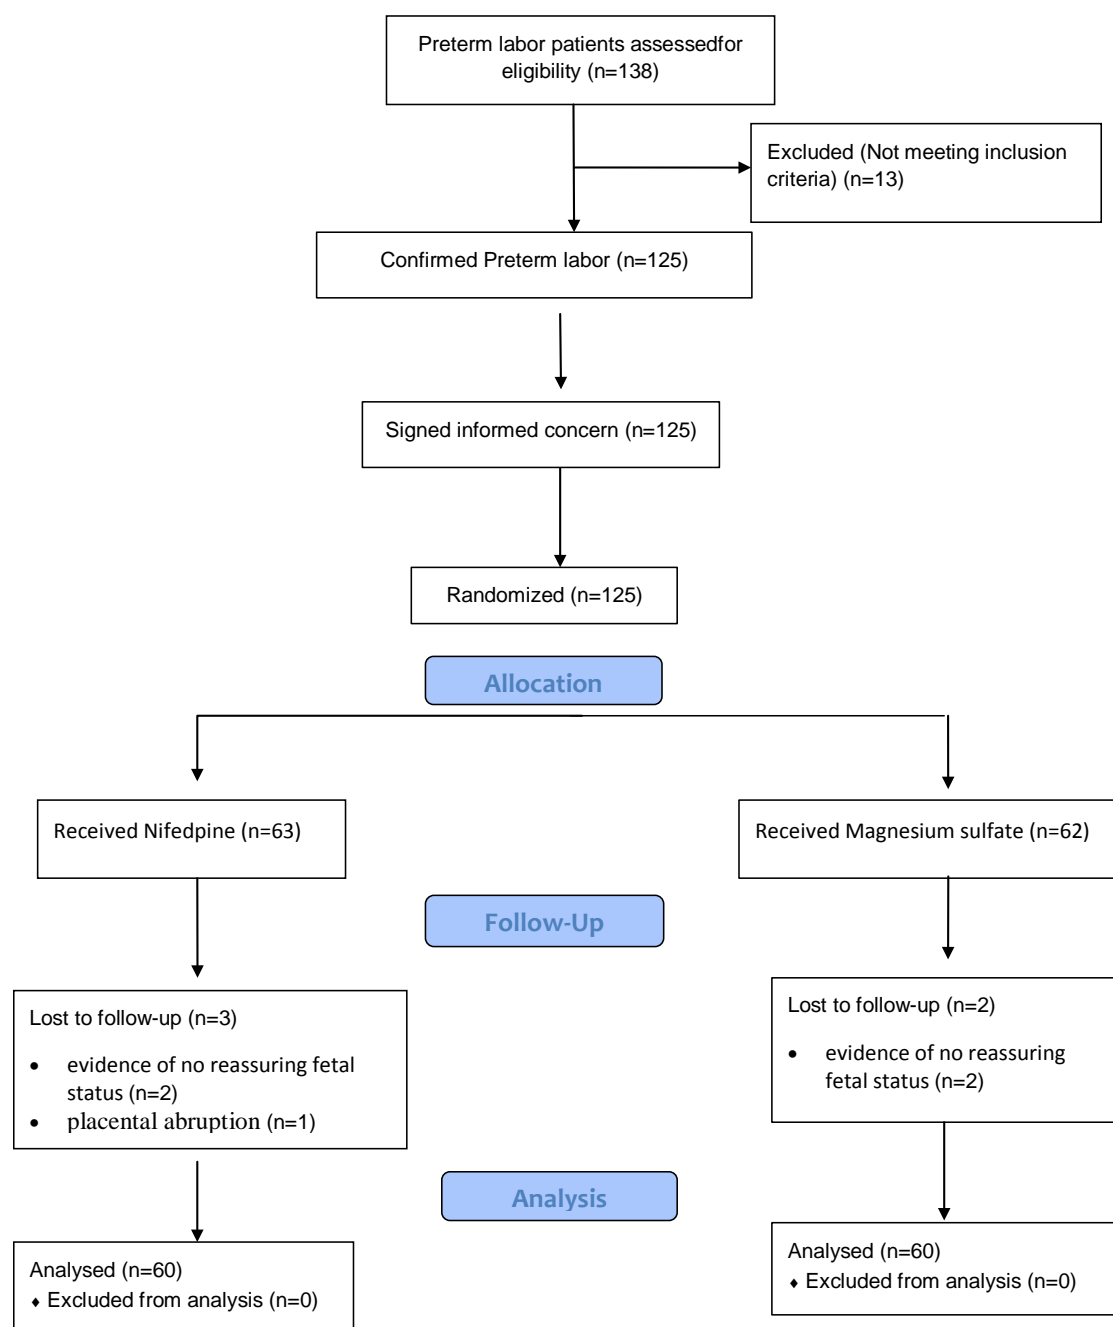 Preterm labor patients assessedfor
eligibility (n=138)
Excluded (Not meeting inclusion
criteria) (n=13)
Confirmed Preterm labor (n=125)
Signed informed concern (n=125)
Randomized (n=125)
Allocation
Received Nifedpine (n=63)
Received Magnesium sulfate (n=62)
Follow-Up
Lost to follow-up (n=3)
• evidence of no reassuring fetal
status (n=2)
• placental abruption (n=1)
Lost to follow-up (n=2)
• evidence of no reassuring
fetal status (n=2)
Analysis
Analysed (n=60)
♦ Excluded from analysis (n=0)
Analysed (n=60)
♦ Excluded from analysis (n=0)